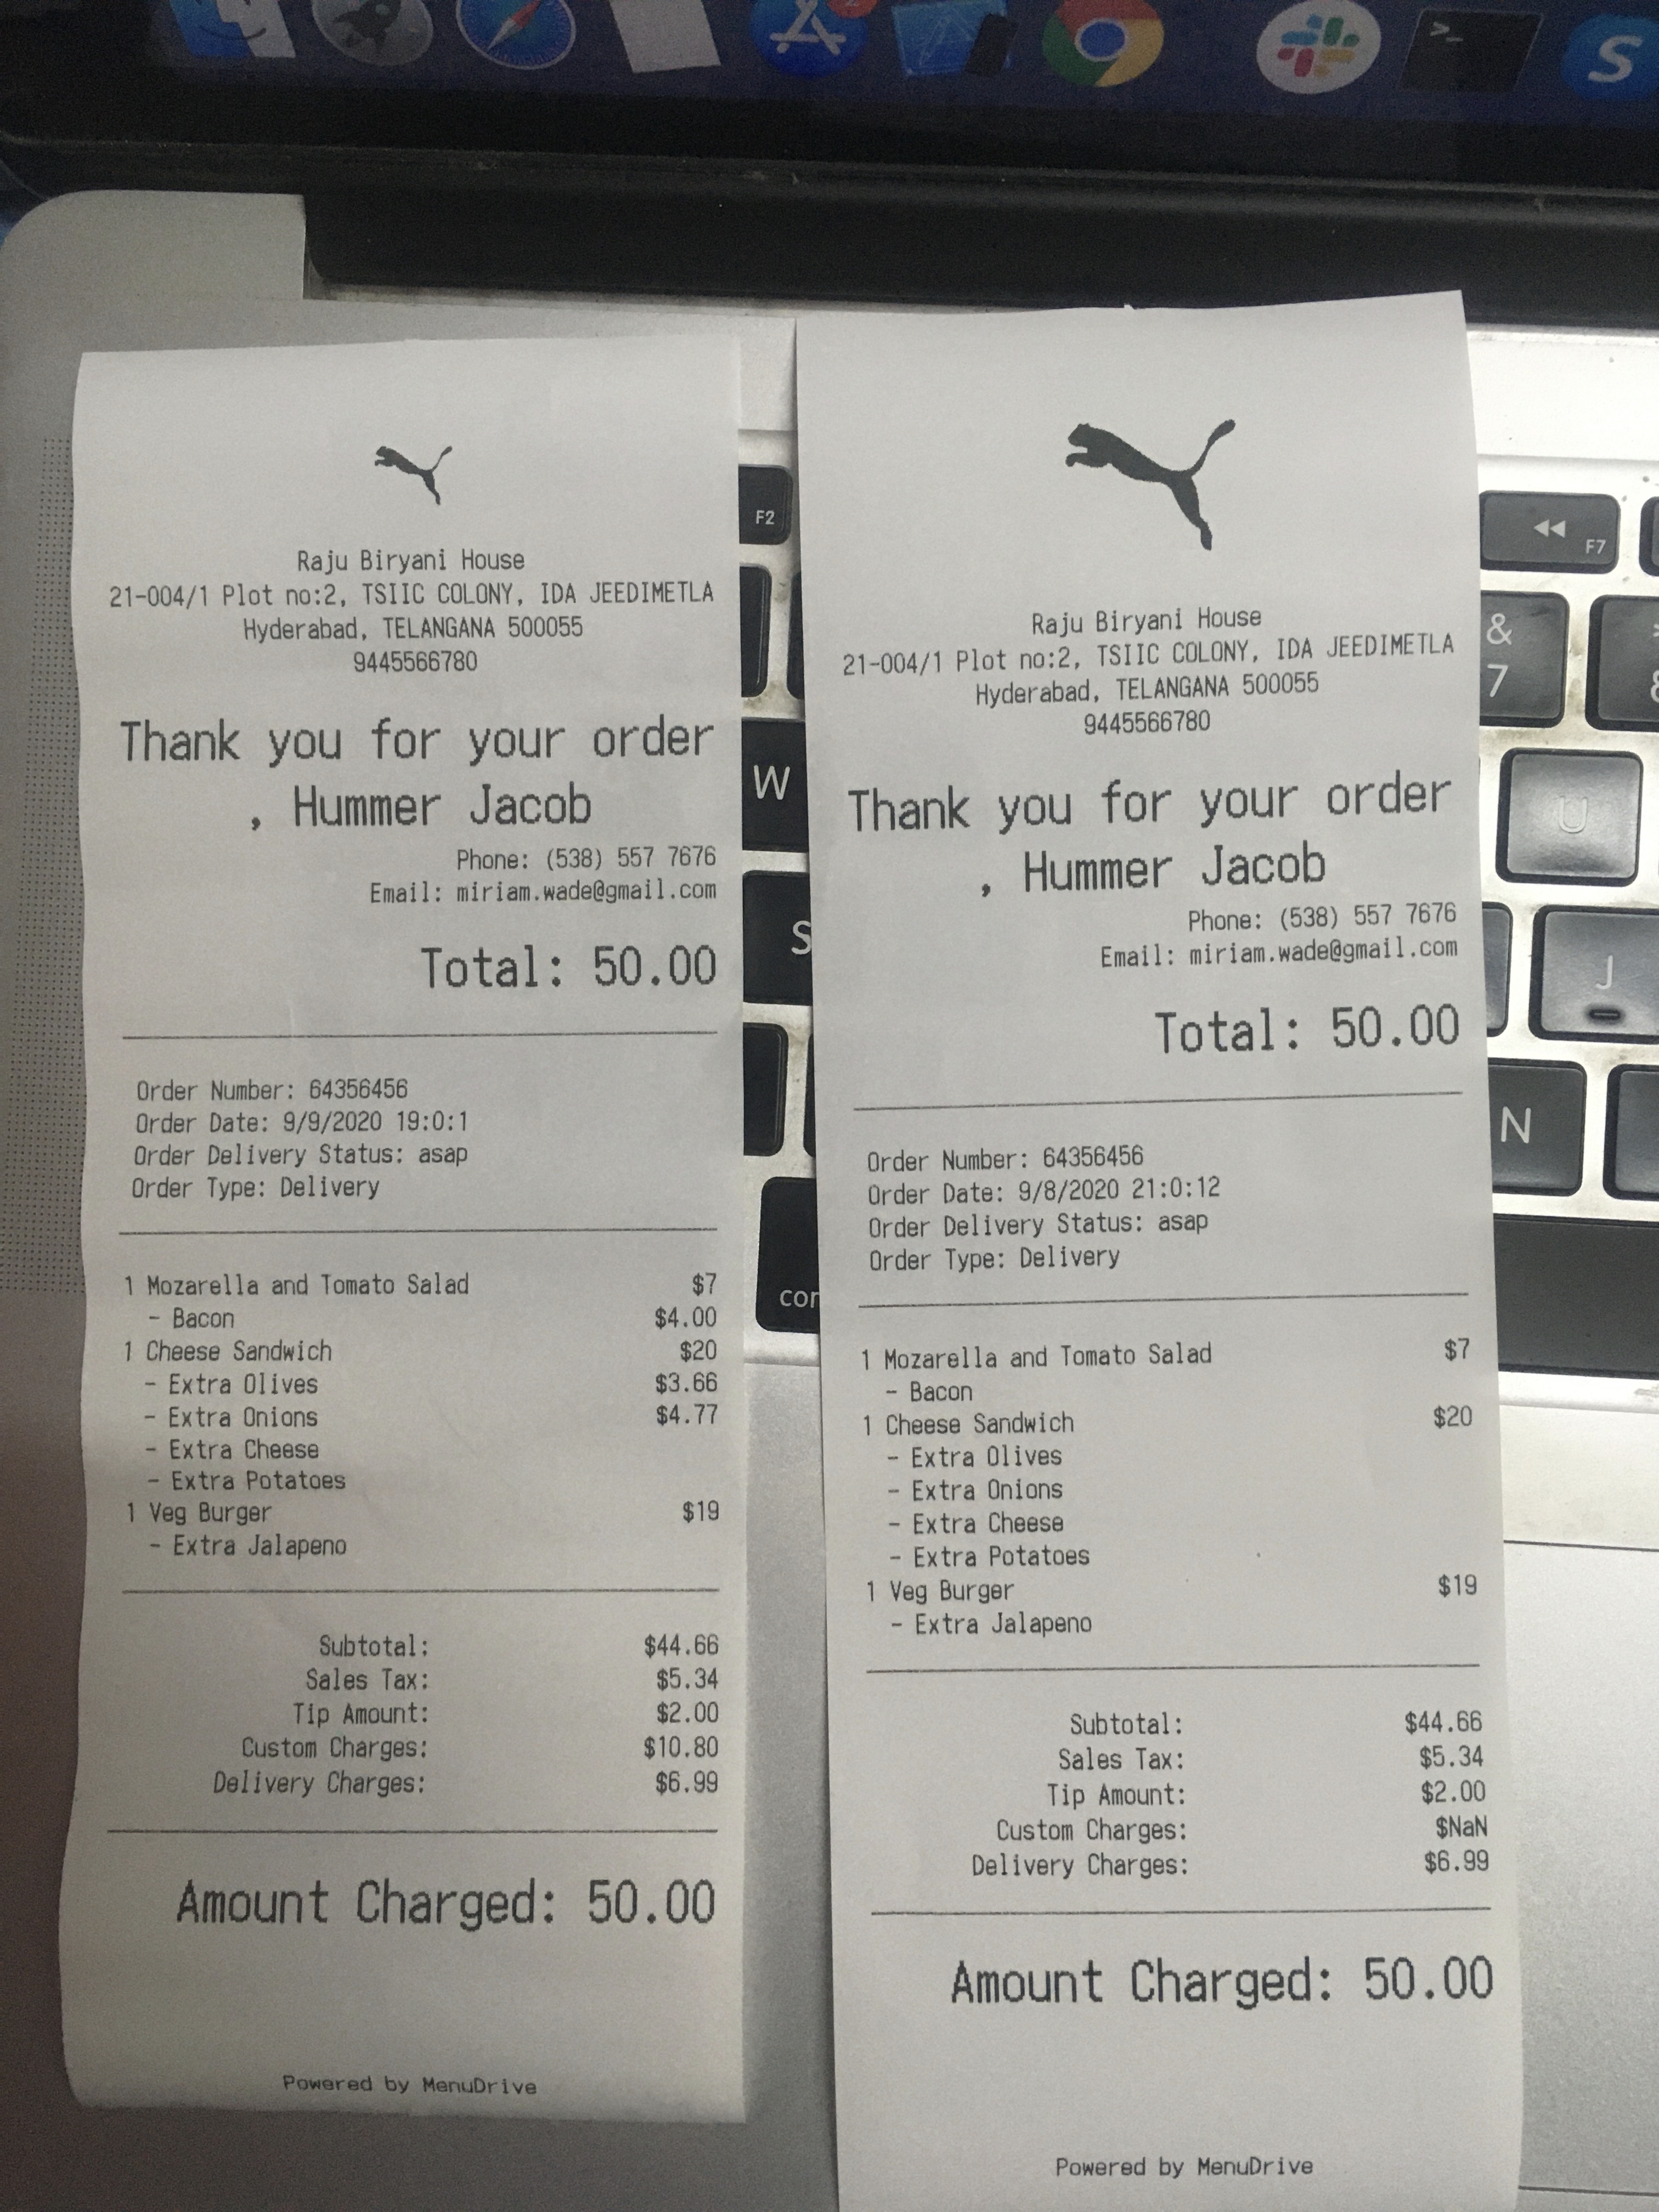 >_
S
F2
W
S
cor
F7
&
7
U
J
N
Raju Biryani House
21-004/1 Plot no:2, TSIIC COLONY, IDA JEEDIMETLA
Hyderabad, TELANGANA 500055
9445566780
Thank you for your order
, Hummer Jacob
Phone: (538) 557 7676
Email: miriam.wade@gmail.com
Total: 50.00
Order Number: 64356456
Order Date: 9/9/2020 19:0:1
Order Delivery Status: asap
Order Type: Delivery
1 Mozarella and Tomato Salad $7
- Bacon $4.00
1 Cheese Sandwich $20
- Extra Olives $3.66
- Extra Onions $4.77
- Extra Cheese
- Extra Potatoes
1 Veg Burger $19
- Extra Jalapeno
Subtotal: $44.66
Sales Tax: $5.34
Tip Amount: $2.00
Custom Charges: $10.80
Delivery Charges: $6.99
Amount Charged: 50.00
Powered by MenuDrive
Raju Biryani House
21-004/1 Plot no:2, TSIIC COLONY, IDA JEEDIMETLA
Hyderabad, TELANGANA 500055
9445566780
Thank you for your order
, Hummer Jacob
Phone: (538) 557 7676
Email: miriam.wade@gmail.com
Total: 50.00
Order Number: 64356456
Order Date: 9/8/2020 21:0:12
Order Delivery Status: asap
Order Type: Delivery
1 Mozarella and Tomato Salad $7
- Bacon
1 Cheese Sandwich $20
- Extra Olives
- Extra Onions
- Extra Cheese
- Extra Potatoes
1 Veg Burger $19
- Extra Jalapeno
Subtotal: $44.66
Sales Tax: $5.34
Tip Amount: $2.00
Custom Charges: $NaN
Delivery Charges: $6.99
Amount Charged: 50.00
Powered by MenuDrive